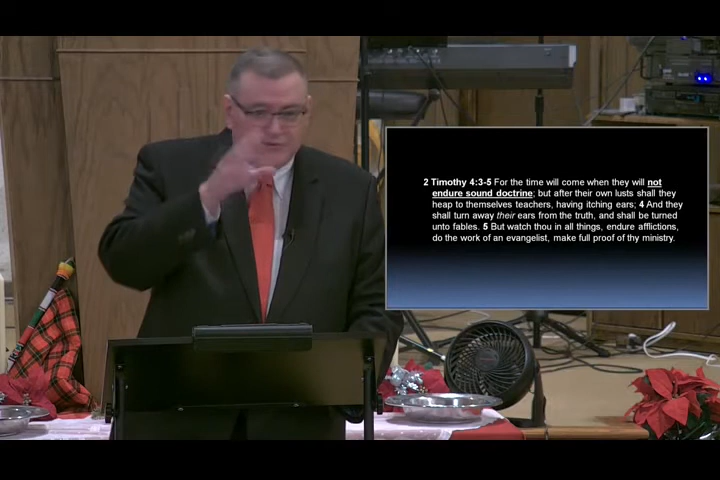 2 Timothy 4:3-5 For the time will come when they will not
endure sound doctrine; but after their own lusts shall they
heap to themselves teachers, having itching ears; 4 And they
shall turn away their ears from the truth, and shall be turned
unto fables. 5 But watch thou in all things, endure afflictions,
do the work of an evangelist, make full proof of thy ministry.